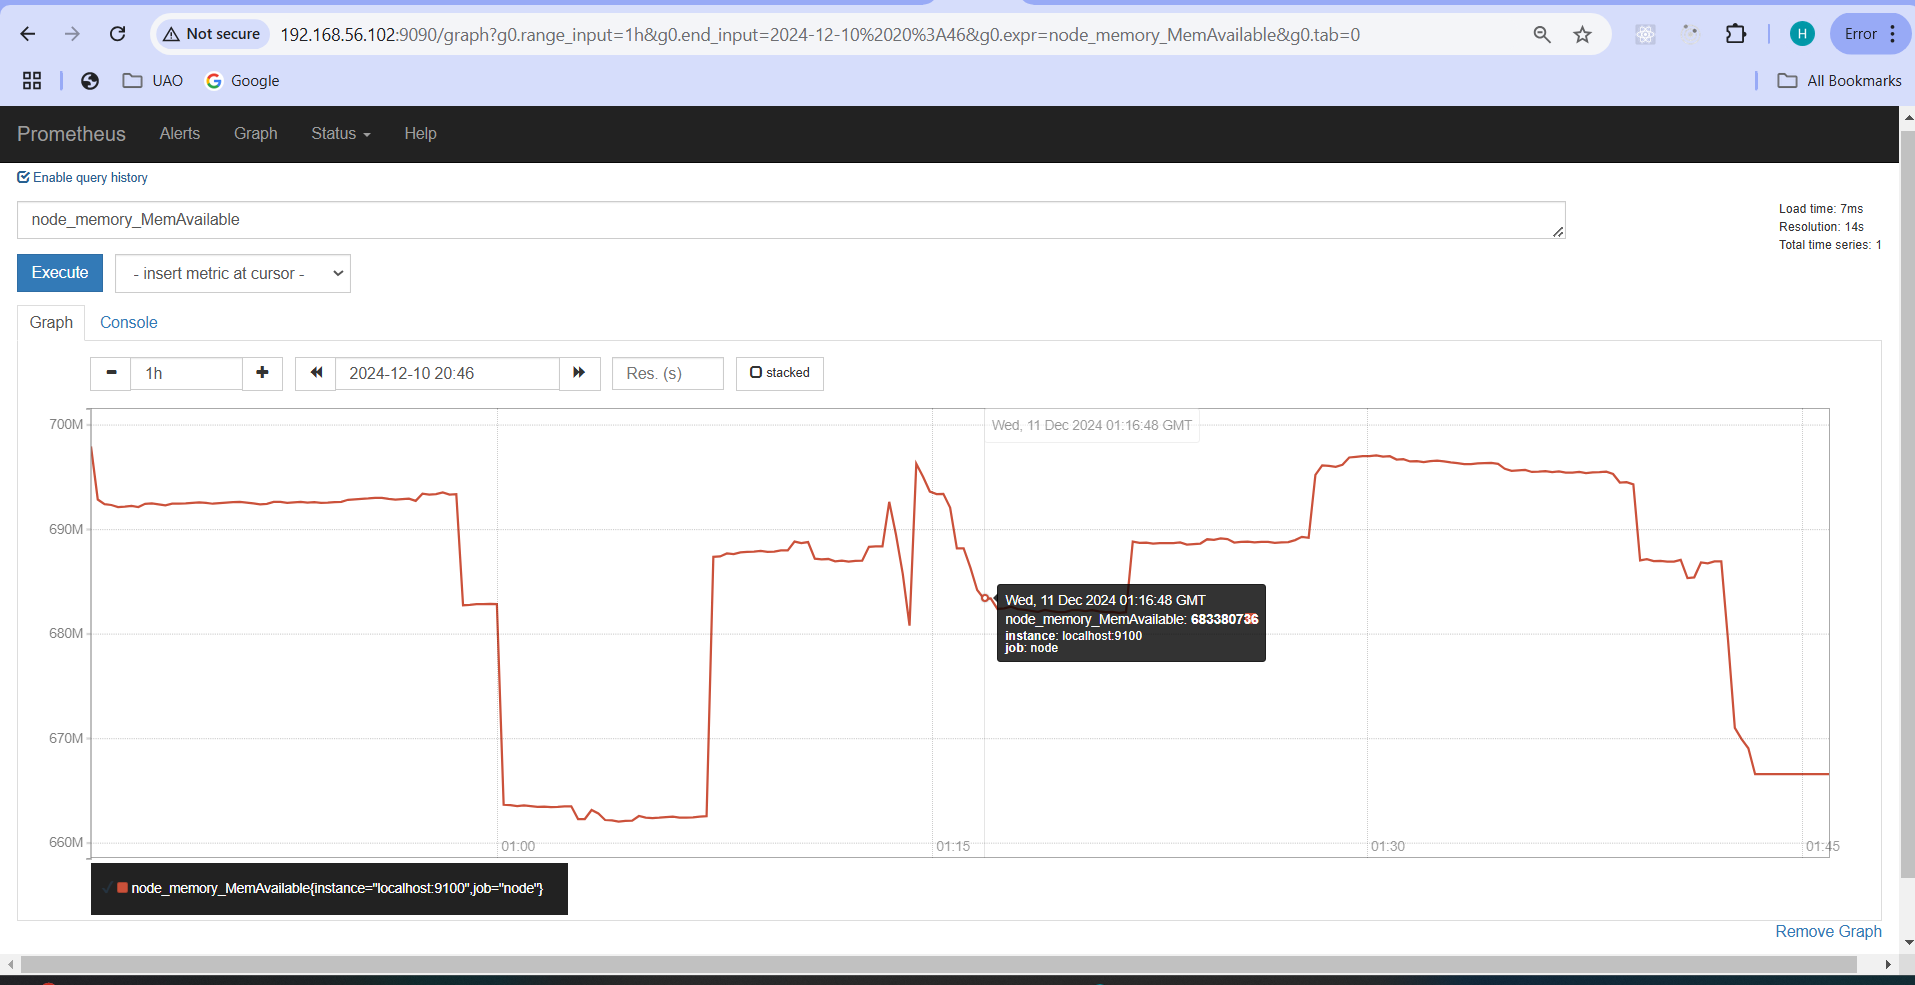 Not secure
192.168.56.102:9090/graph?g0.range_input=1h&g0.end_input=2024-12-10%2020%3A46&g0.expr=node_memory_MemAvailable&g0.tab=0
H
Error
UAO
Google
All Bookmarks
Prometheus
Alerts
Graph
Status
Help
Enable query history
node_memory_MemAvailable
Load time: 7ms
Resolution: 14s
Total time series: 1
Execute
- insert metric at cursor -
Graph
Console
1h
2024-12-10 20:46
Res. (s)
stacked
700M
Wed, 11 Dec 2024 01:16:48 GMT
690M
680M
670M
660M
Wed, 11 Dec 2024 01:16:48 GMT
node_memory_MemAvailable: 683380736
instance: localhost:9100
job: node
01:00
01:15
01:30
01:45
node_memory_MemAvailable{instance="localhost:9100",job="node"}
Remove Graph